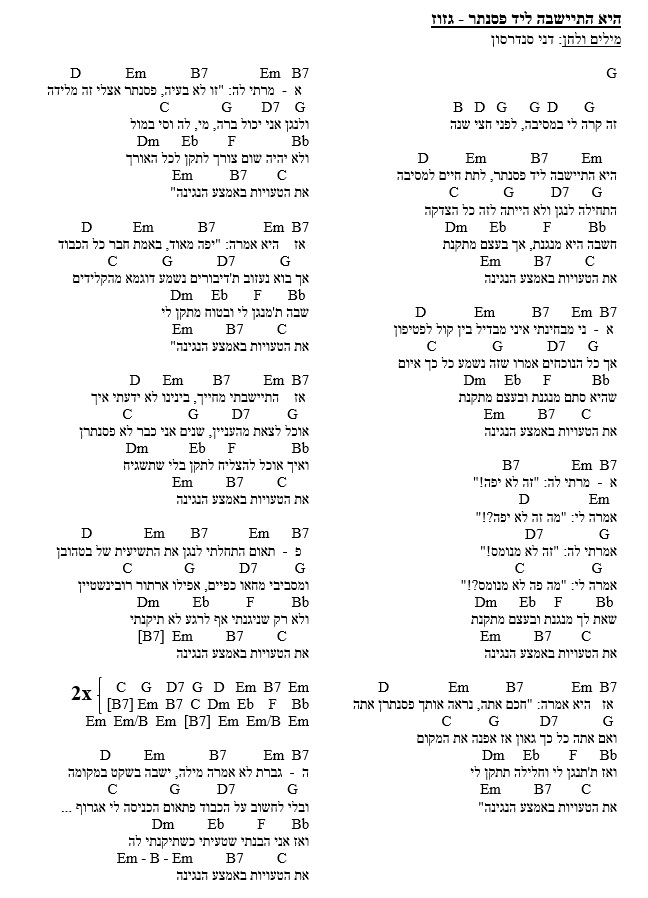 היא התיישבה ליד פסנתר - גזוז
מילים ולחן: דני סנדרסון
G
B D G G D G
זה קרה לי במסיבה, לפני חצי שנה
D Em B7 Em
היא התיישבה ליד פסנתר, לתת חיים למסיבה
C G D7 G
התחילה לנגן ולא הייתה לזה כל הצדקה
Dm Eb F Bb
חשבה היא מנגנת, אך בעצם מתקנת
Em B7 C
את הטעויות באמצע הנגינה
D Em B7 Em B7
א - ני מבחינתי איני מבדיל בין קול לפטיפון
C G D7 G
אך כל הנוכחים אמרו שזה נשמע כל כך איום
Dm Eb F Bb
שהיא סתם מנגנת ובעצם מתקנת
Em B7 C
את הטעויות באמצע הנגינה
B7 Em B7
א - מרתי לה: "זה לא יפה!"
D Em
אמרה לי: "מה זה לא יפה?!"
D7 G
אמרתי לה: "זה לא מנומס!"
C G
אמרה לי: "מה פה לא מנומס?!"
Dm Eb F Bb
שאת לך מנגנת ובעצם מתקנת
Em B7 C
את הטעויות באמצע הנגינה
D Em B7 Em B7
אז היא אמרה: "חכם אתה, נראה אותך פסנתרן אתה
C G D7 G
ואם אתה כל כך גאון אז אפנה את המקום
Dm Eb F Bb
ואז ת'תנגן לי וחלילה תתקן לי
Em B7 C
את הטעויות באמצע הנגינה"
D Em B7 Em B7
א - מרתי לה: "זו לא בעיה, פסנתר אצלי זה מלידה
C G D7 G
ולנגן אני יכול ברה, מי, לה וסי במול
Dm Eb F Bb
ולא יהיה שום צורך לתקן לכל האורך
Em B7 C
את הטעויות באמצע הנגינה"
D Em B7 Em B7
אז היא אמרה: "יפה מאוד, באמת חבר כל הכבוד
C G D7 G
אך בוא נעזוב ת'דיבורים נשמע דוגמא מהקלידים
Dm Eb F Bb
שבה ת'מנגן לי ובטוח מתקן לי
Em B7 C
את הטעויות באמצע הנגינה"
D Em B7 Em B7
אז התיישבתי מחייך, בינינו לא ידעתי איך
C G D7 G
אוכל לצאת מהעניין, שנים אני כבר לא פסנתרן
Dm Eb F Bb
ואיך אוכל להצליח לתקן בלי שתשגיח
Em B7 C
את הטעויות באמצע הנגינה
D Em B7 Em B7
פ - תאום התחלתי לנגן את התשיעית של בטהובן
C G D7 G
ומסביבי מחאו כפיים, אפילו ארתור רובינשטיין
Dm Eb F Bb
ולא רק שניגנתי אף לרגע לא תיקנתי
[B7] Em B7 C
את הטעויות באמצע הנגינה
2x C G D7 G D Em B7 Em
[B7] Em B7 C Dm Eb F Bb
Em Em/B Em [B7] Em Em/B Em
D Em B7 Em B7
ה - גברת לא אמרה מילה, ישבה בשקט במקומה
C G D7 G
ובלי לחשוב על הכבוד פתאום הכניסה לי אגרוף ...
Dm Eb F Bb
ואז אני הבנתי שטעיתי כשתיקנתי לה
Em - B - Em B7 C
את הטעויות באמצע הנגינה